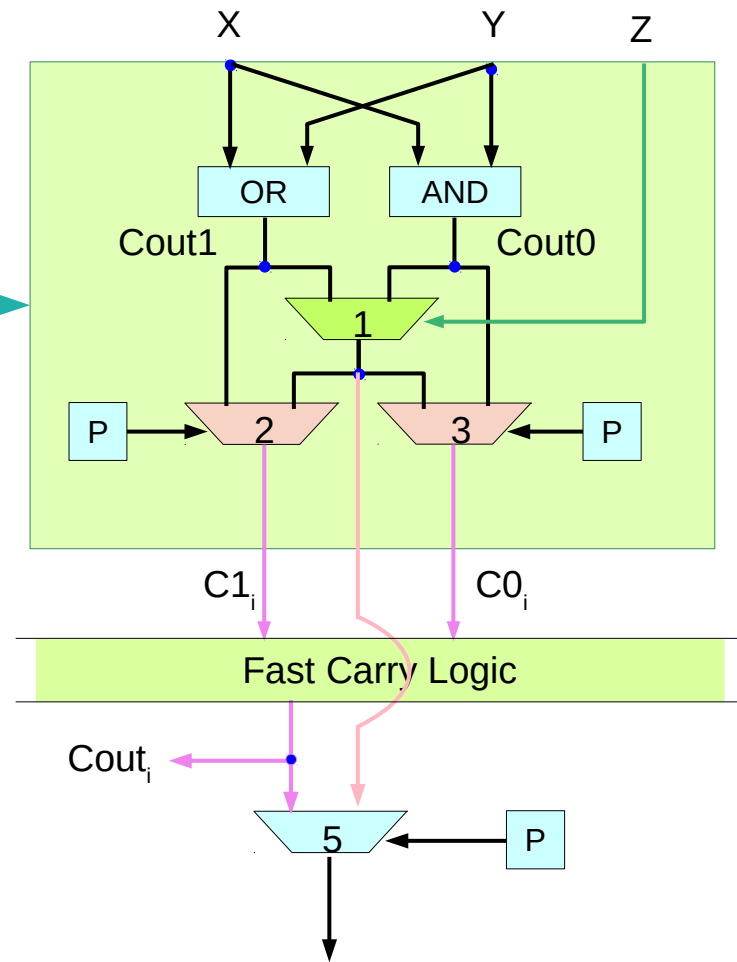 X Y Z
OR AND
Cout1 Cout0
1
P 2 3 P
C1i C0i
Fast Carry Logic
Couti
5 P